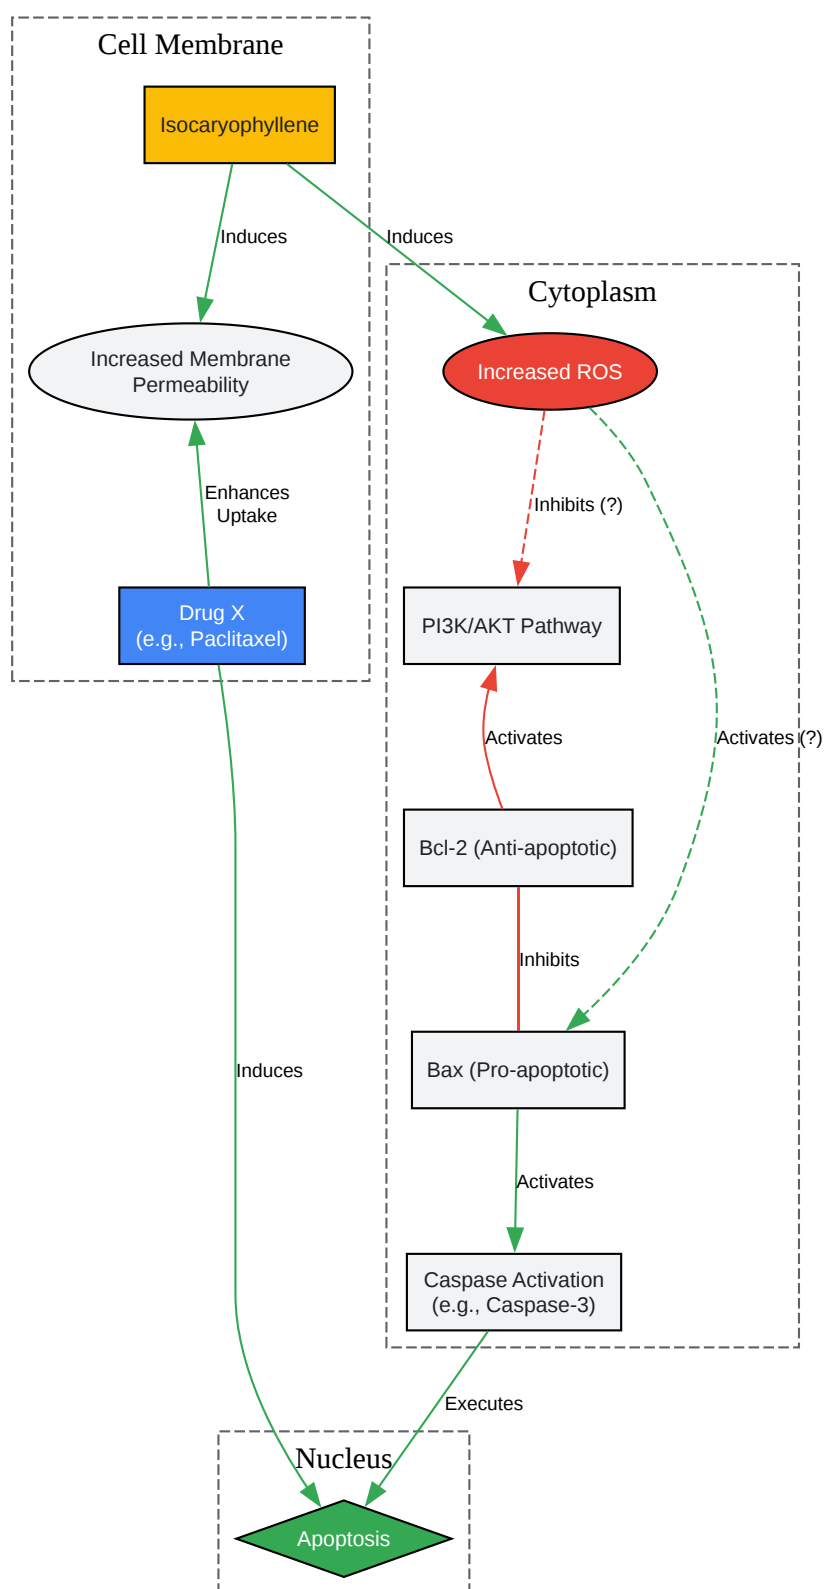 Cell Membrane
Isocaryophyllene
Induces
Induces
Cytoplasm
Increased Membrane
Permeability
Increased ROS
Enhances
Uptake
Inhibits (?)
Drug X
(e.g., Paclitaxel)
PI3K/AKT Pathway
Activates
Activates (?)
Bcl-2 (Anti-apoptotic)
Inhibits
Induces
Bax (Pro-apoptotic)
Activates
Caspase Activation
(e.g., Caspase-3)
Executes
Nucleus
Apoptosis